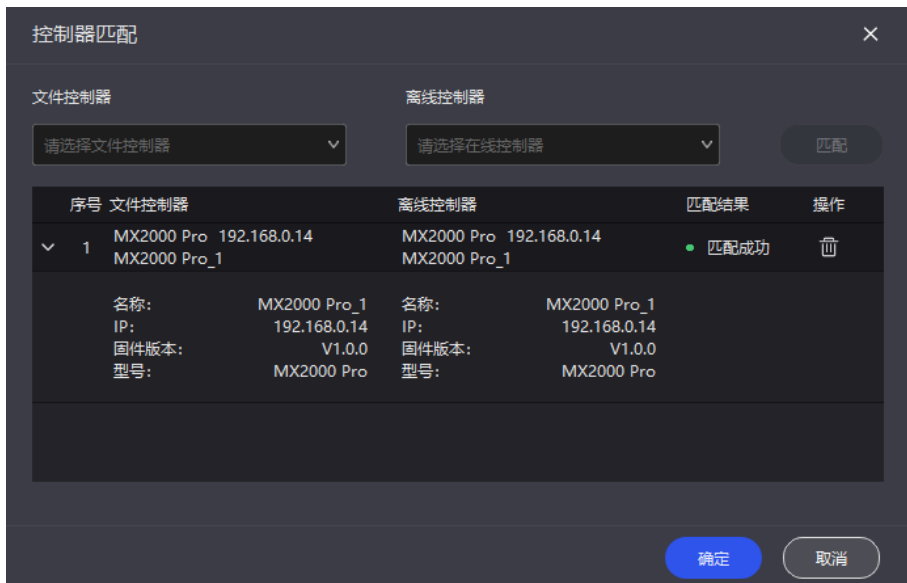 控制器匹配
文件控制器 离线控制器
请选择文件控制器 请选择在线控制器 匹配
序号 文件控制器 离线控制器 匹配结果 操作
1 MX2000 Pro 192.168.0.14 MX2000 Pro_1 MX2000 Pro 192.168.0.14 MX2000 Pro_1 匹配成功
名称: MX2000 Pro_1 名称: MX2000 Pro_1
IP: 192.168.0.14 IP: 192.168.0.14
固件版本: V1.0.0 固件版本: V1.0.0
型号: MX2000 Pro 型号: MX2000 Pro
确定 取消